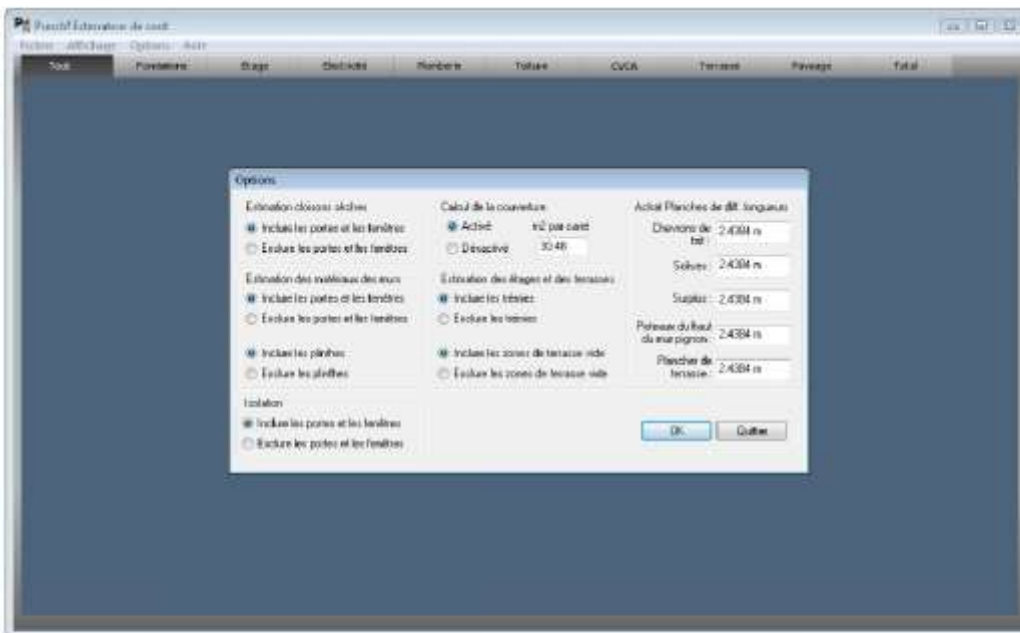 Punch! Estimation de coût
Fichier Affichage Options Aide
Tout Fondations Etage Electricité Plomberie Toiture CVCA Terrasse Pavage Total
Options
Estimation cloisons sèches
Inclure les portes et les fenêtres
Exclure les portes et les fenêtres
Estimation des matériaux des murs
Inclure les portes et les fenêtres
Exclure les portes et les fenêtres
Inclure les plinthes
Exclure les plinthes
Isolation
Inclure les portes et les fenêtres
Exclure les portes et les fenêtres
Calcul de la couverture
Activé m2 par carré
Désactivé 30.48
Estimation des étages et des terrasses
Inclure les trémies
Exclure les trémies
Inclure les zones de terrasse vide
Exclure les zones de terrasse vide
Achat Planches de diff. longueurs
Chevrons de
toit : 2.4384 m
Solives : 2.4384 m
Surplus : 2.4384 m
Poteaux du haut
du mur pignon : 2.4384 m
Plancher de
terrasse : 2.4384 m
OK Quitter